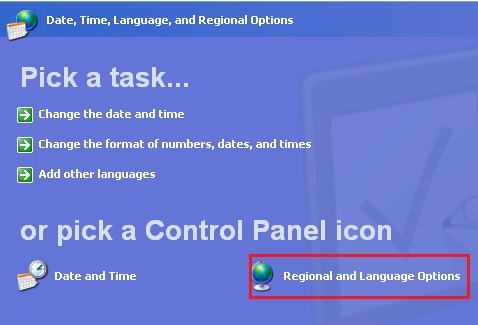 Date, Time, Language, and Regional Options
Pick a task...
Change the date and time
Change the format of numbers, dates, and times
Add other languages
or pick a Control Panel icon
Date and Time
Regional and Language Options